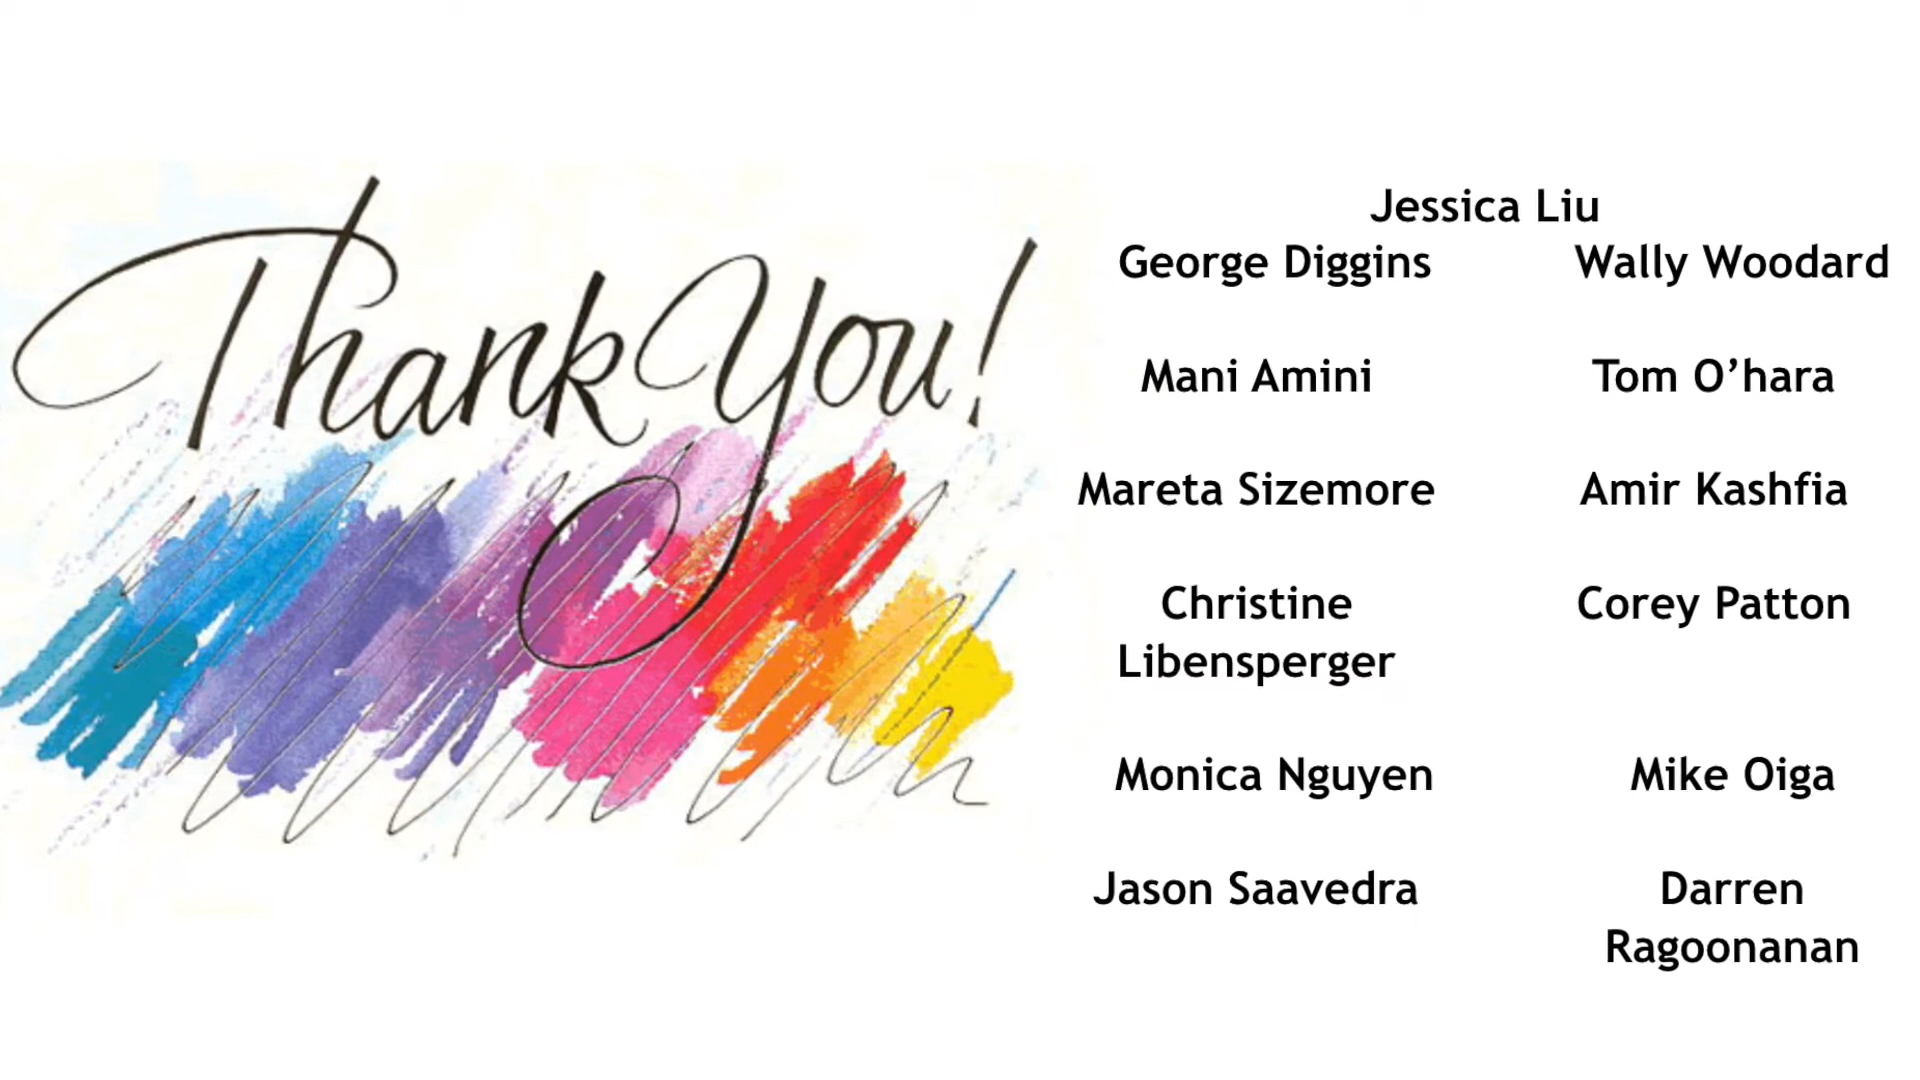 Thank You!
Jessica Liu
George Diggins
Wally Woodard
Mani Amini
Tom O’hara
Mareta Sizemore
Amir Kashfia
Christine
Libensperger
Corey Patton
Monica Nguyen
Mike Oiga
Jason Saavedra
Darren
Ragoonanan